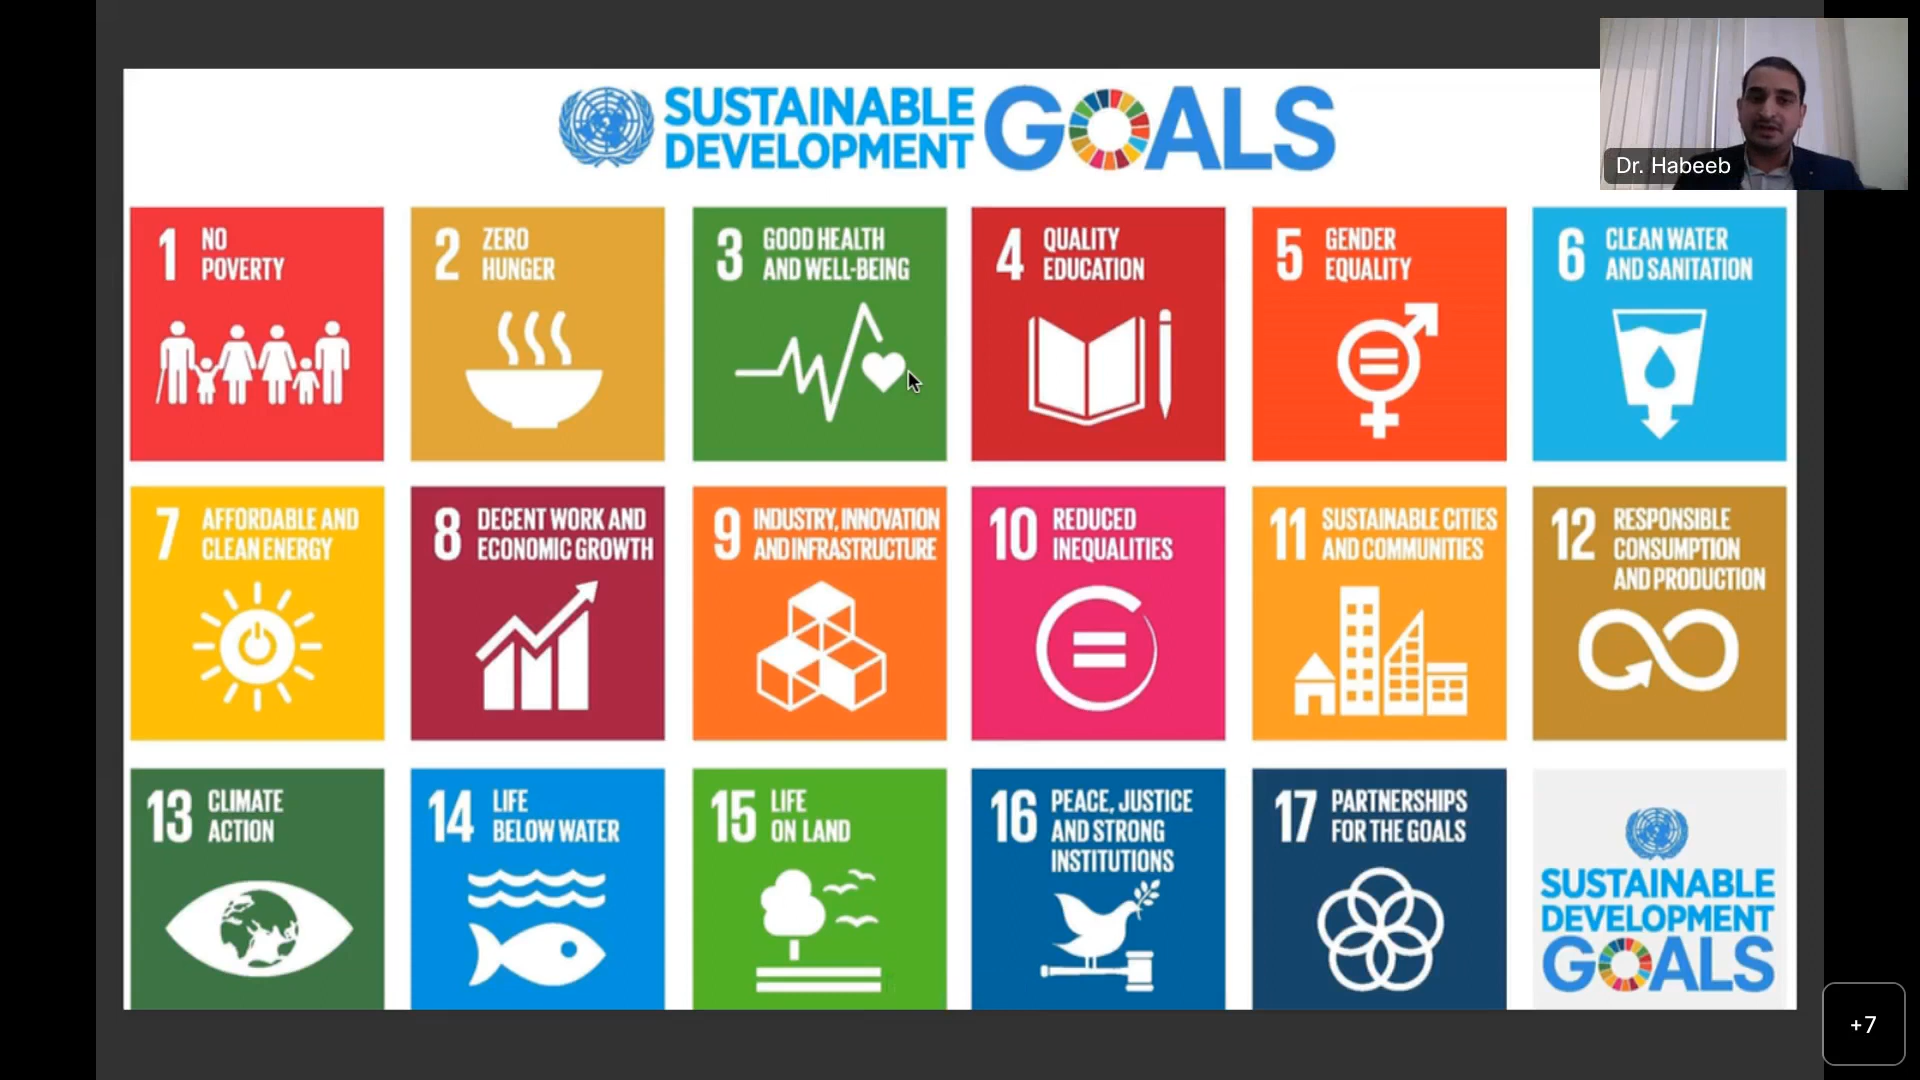 SUSTAINABLE
DEVELOPMENT
GOALS
Dr. Habeeb
1 NO
POVERTY
2 ZERO
HUNGER
3 GOOD HEALTH
AND WELL-BEING
4 QUALITY
EDUCATION
5 GENDER
EQUALITY
6 CLEAN WATER
AND SANITATION
7 AFFORDABLE AND
CLEAN ENERGY
8 DECENT WORK AND
ECONOMIC GROWTH
9 INDUSTRY, INNOVATION
AND INFRASTRUCTURE
10 REDUCED
INEQUALITIES
11 SUSTAINABLE CITIES
AND COMMUNITIES
12 RESPONSIBLE
CONSUMPTION
AND PRODUCTION
13 CLIMATE
ACTION
14 LIFE
BELOW WATER
15 LIFE
ON LAND
16 PEACE, JUSTICE
AND STRONG
INSTITUTIONS
17 PARTNERSHIPS
FOR THE GOALS
SUSTAINABLE
DEVELOPMENT
GOALS
+7